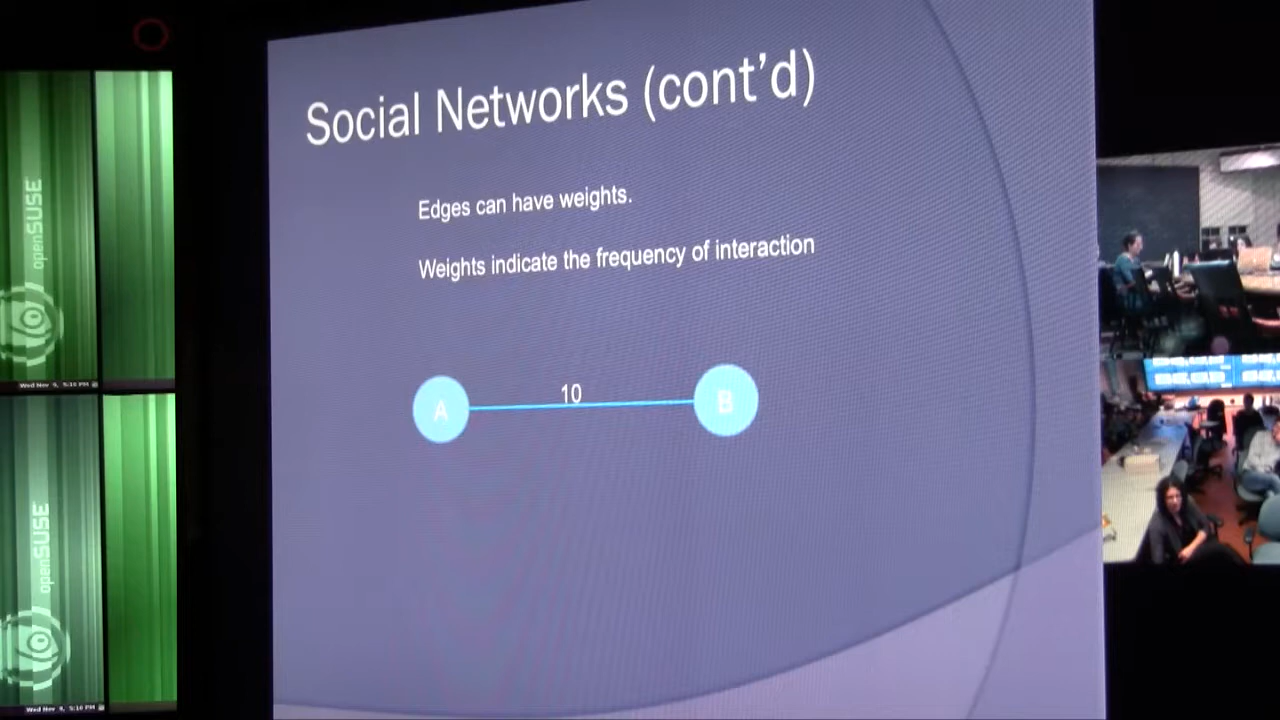 Social Networks (cont’d)
Edges can have weights.
Weights indicate the frequency of interaction
A
10
B
openSUSE
openSUSE